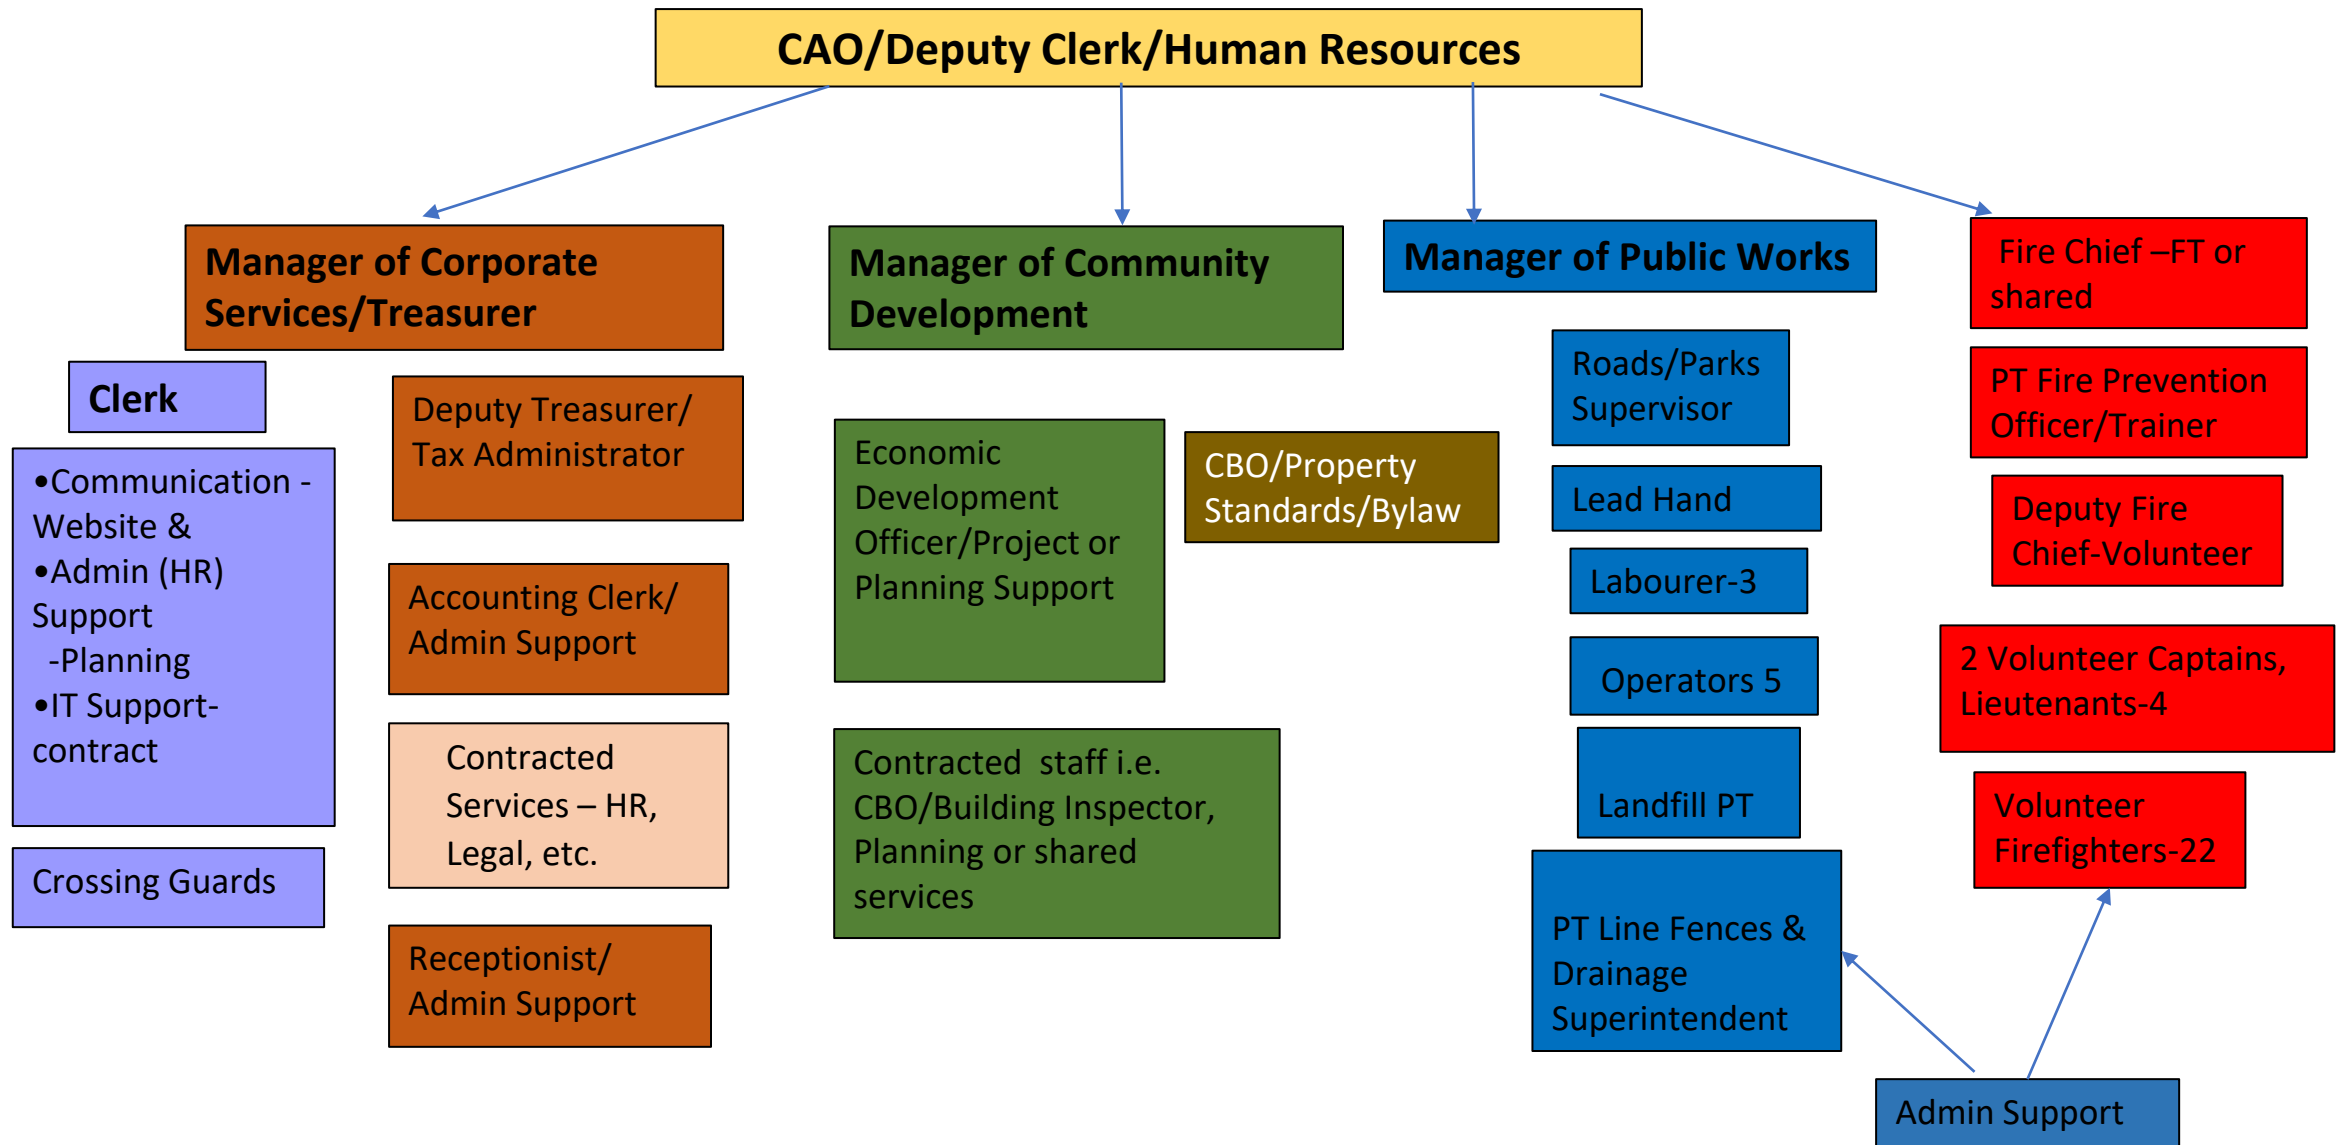 CAO/Deputy Clerk/Human Resources
Manager of Corporate
Services/Treasurer
Clerk
•Communication -
Website &
•Admin (HR)
Support
-Planning
•IT Support-
contract
Crossing Guards
Deputy Treasurer/
Tax Administrator
Accounting Clerk/
Admin Support
Contracted
Services – HR,
Legal, etc.
Receptionist/
Admin Support
Manager of Community
Development
Economic
Development
Officer/Project or
Planning Support
CBO/Property
Standards/Bylaw
Contracted  staff i.e.
CBO/Building Inspector,
Planning or shared
services
Manager of Public Works
Roads/Parks
Supervisor
Lead Hand
Labourer-3
Operators 5
Landfill PT
PT Line Fences &
Drainage
Superintendent
Fire Chief –FT or
shared
PT Fire Prevention
Officer/Trainer
Deputy Fire
Chief-Volunteer
2 Volunteer Captains,
Lieutenants-4
Volunteer
Firefighters-22
Admin Support